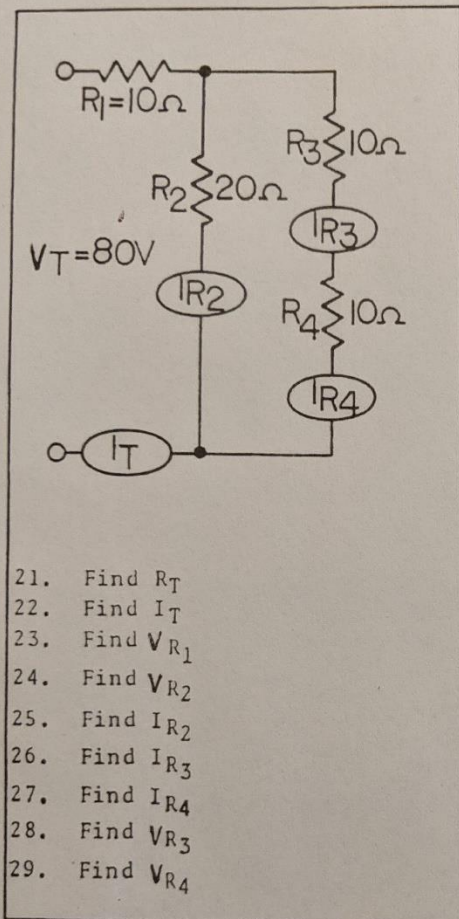 R1=10Ω
R2 20Ω
R3 10Ω
IR3
VT=80V
IR2
R4 10Ω
IR4
IT
21. Find RT
22. Find IT
23. Find VR1
24. Find VR2
25. Find IR2
26. Find IR3
27. Find IR4
28. Find VR3
29. Find VR4